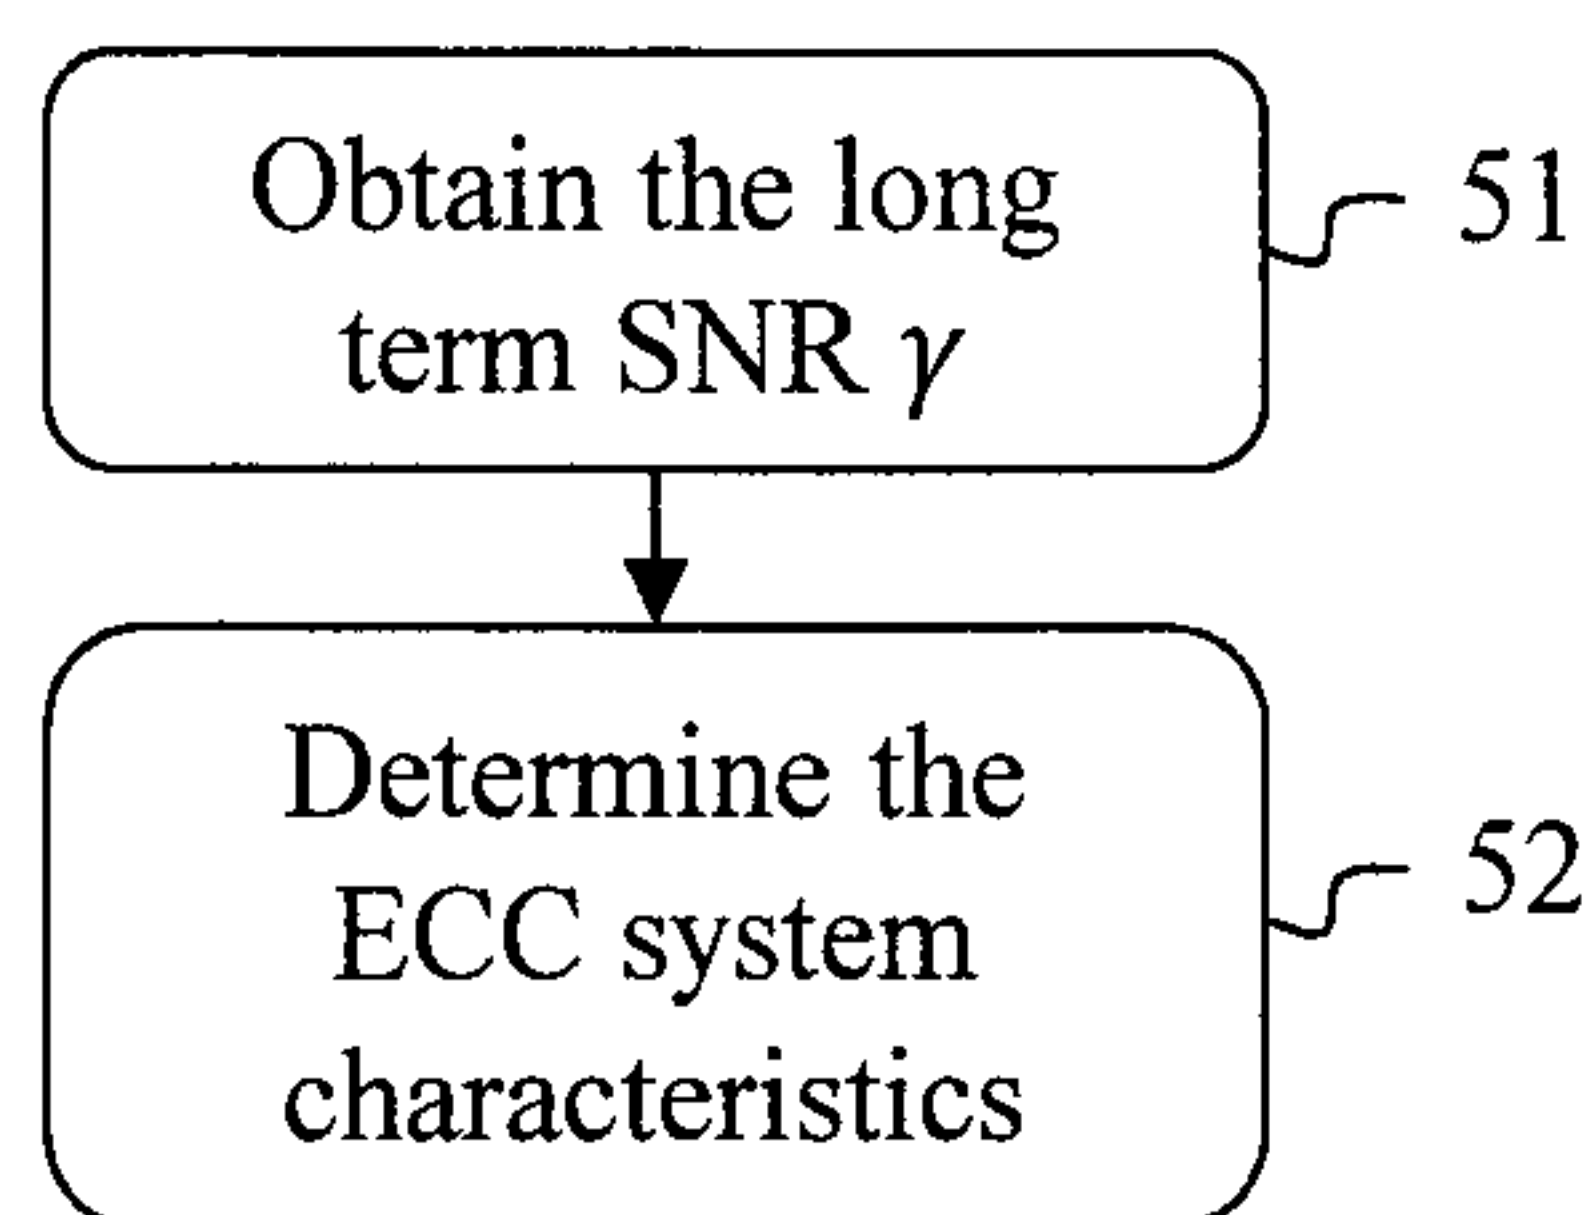 Obtain the long
term SNR γ
51
Determine the
ECC system
characteristics
52